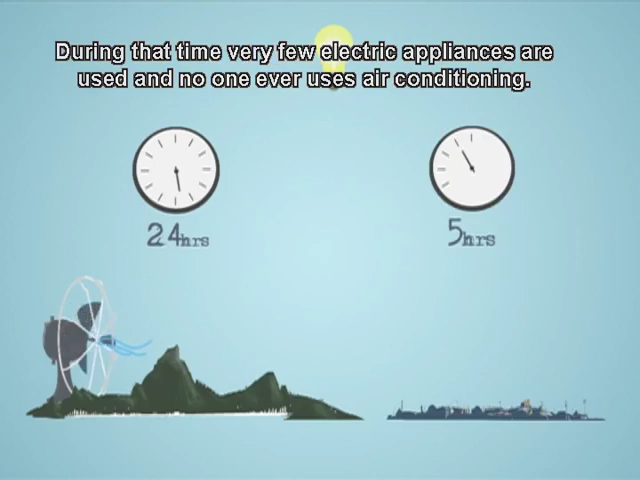 During that time very few electric appliances are
used and no one ever uses air conditioning.
24hrs
5hrs